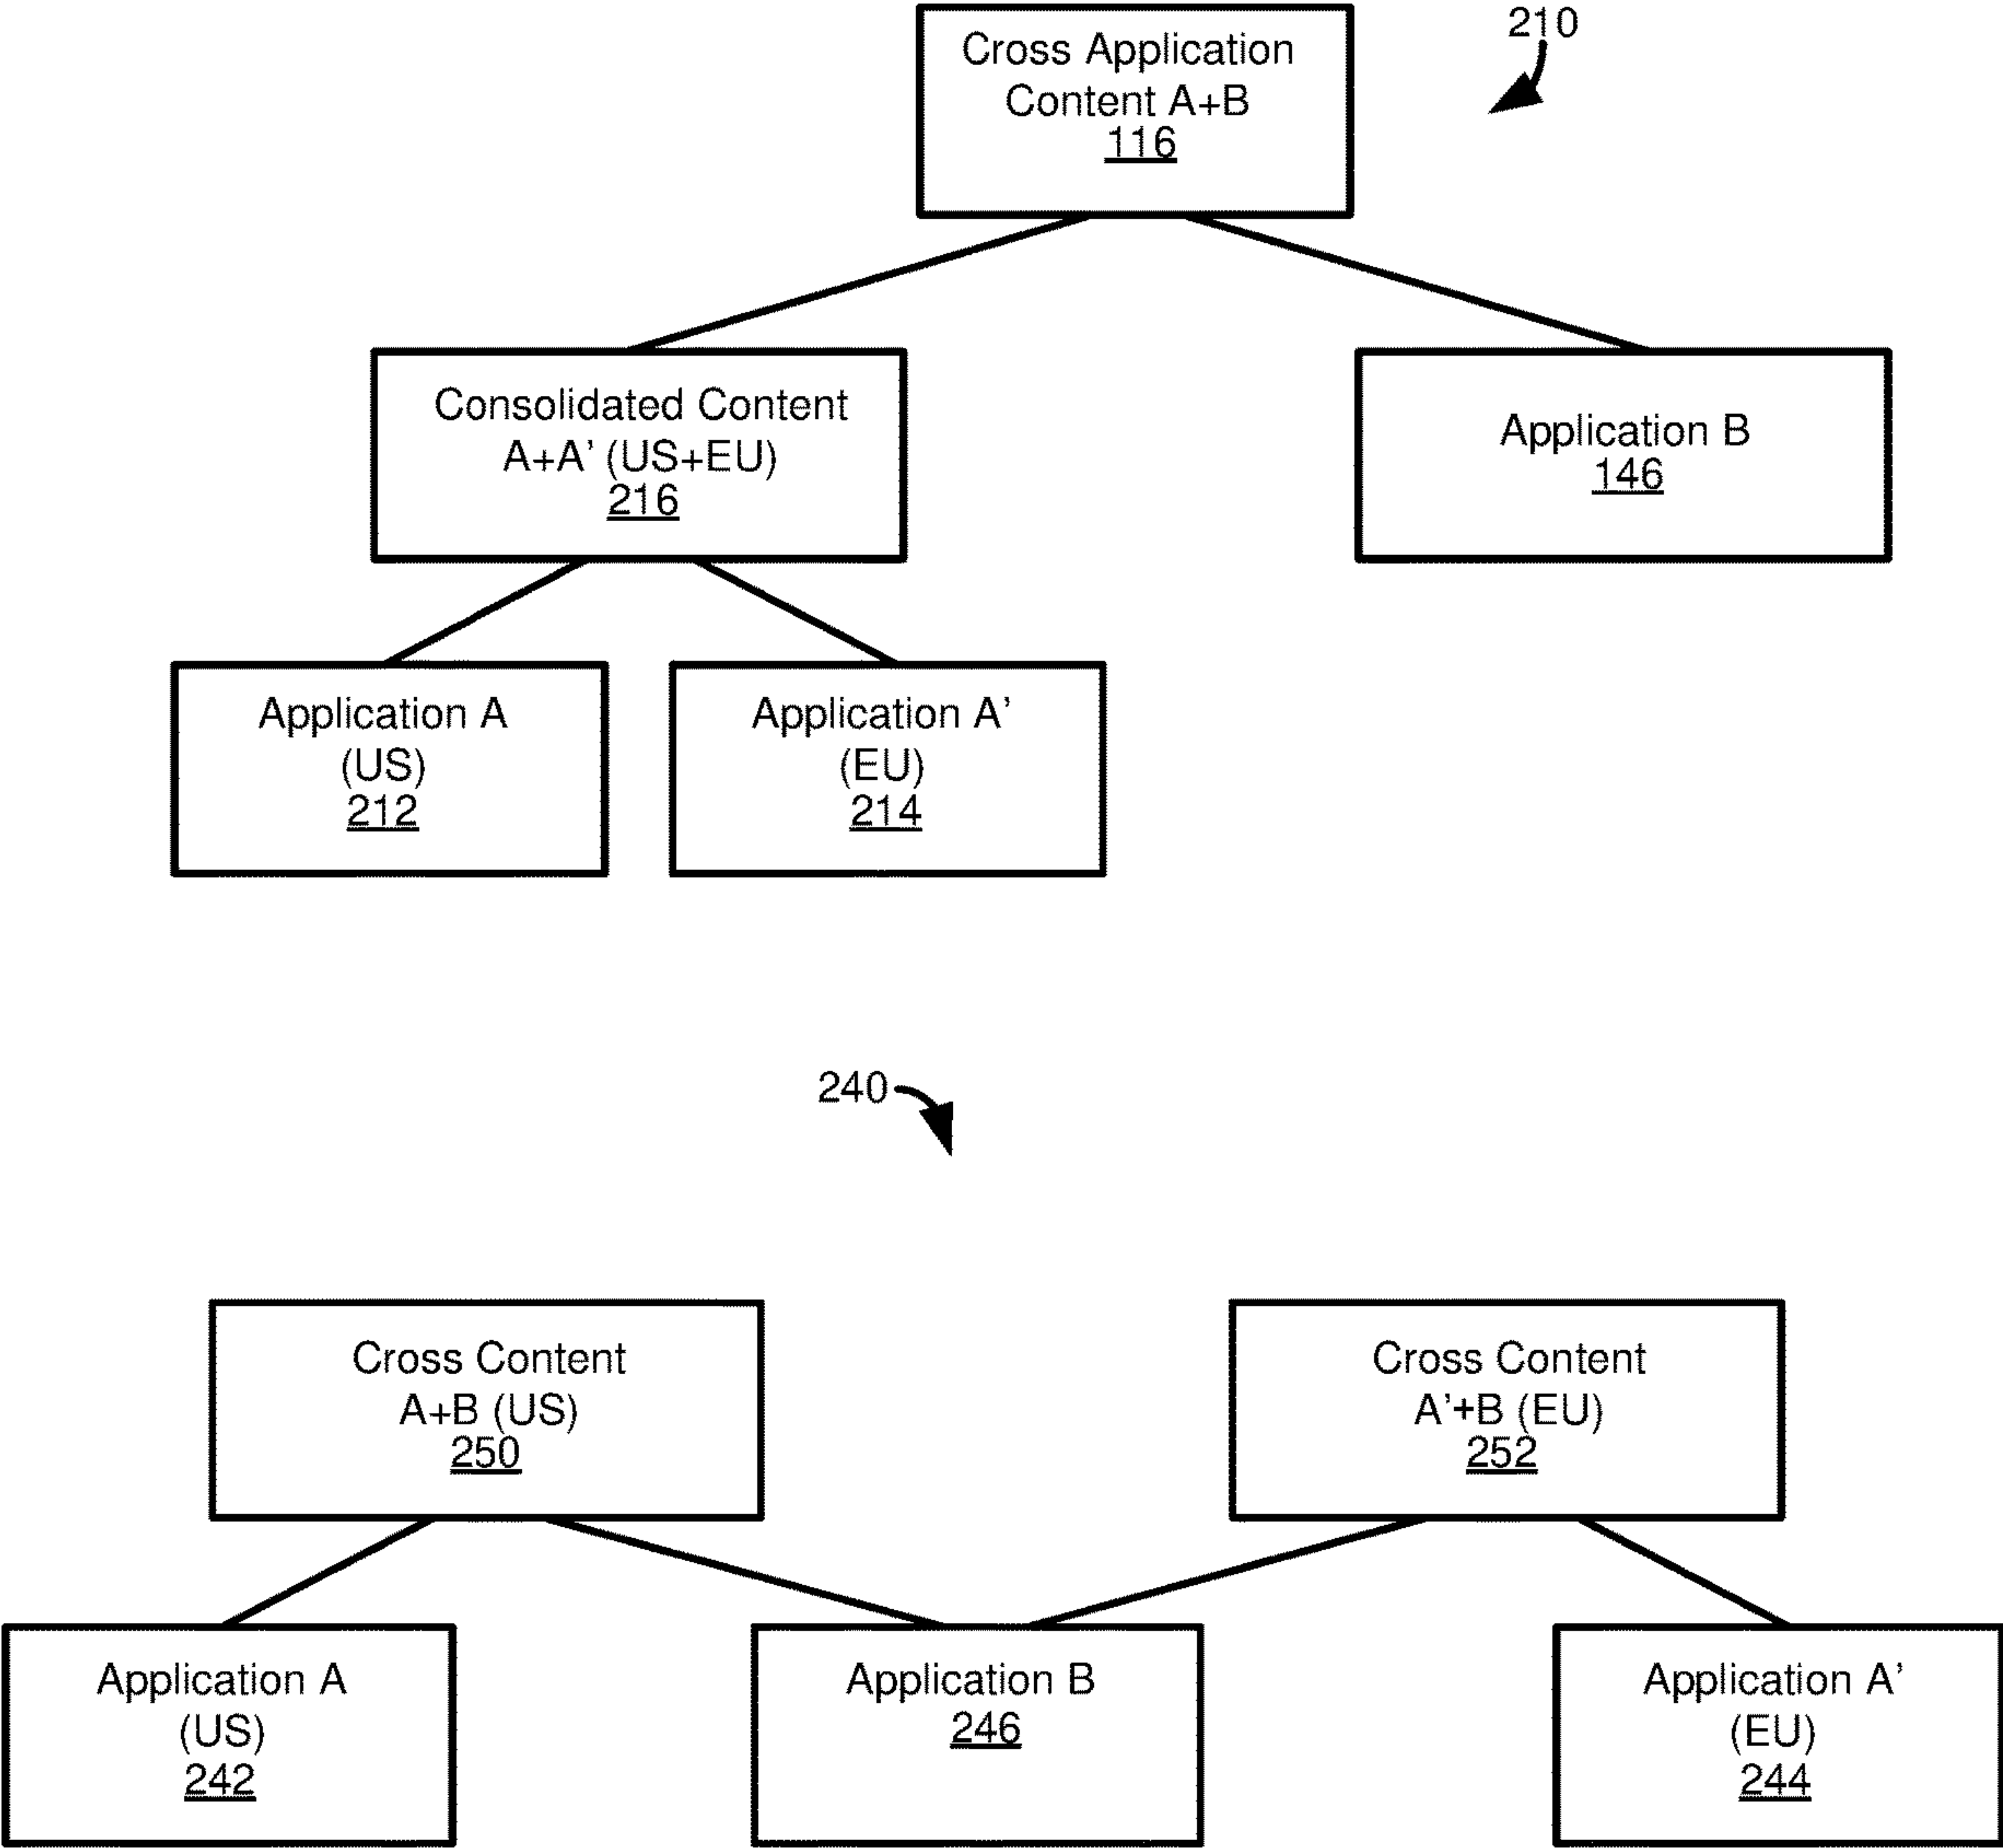 210
Cross Application
Content A+B
116
Consolidated Content
A+A' (US+EU)
216
Application B
146
Application A
(US)
212
Application A'
(EU)
214
240
Cross Content
A+B (US)
250
Cross Content
A'+B (EU)
252
Application A
(US)
242
Application B
246
Application A'
(EU)
244